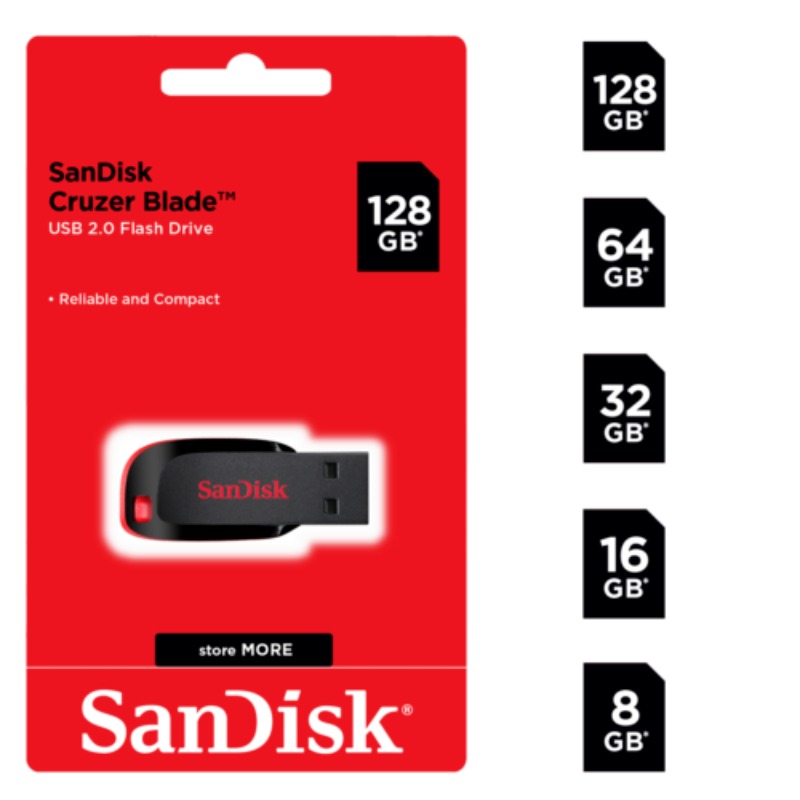 SanDisk
Cruzer Blade™
USB 2.0 Flash Drive
128
GB*
• Reliable and Compact
SanDisk
store MORE
SanDisk®
128
GB*
64
GB*
32
GB*
16
GB*
8
GB*